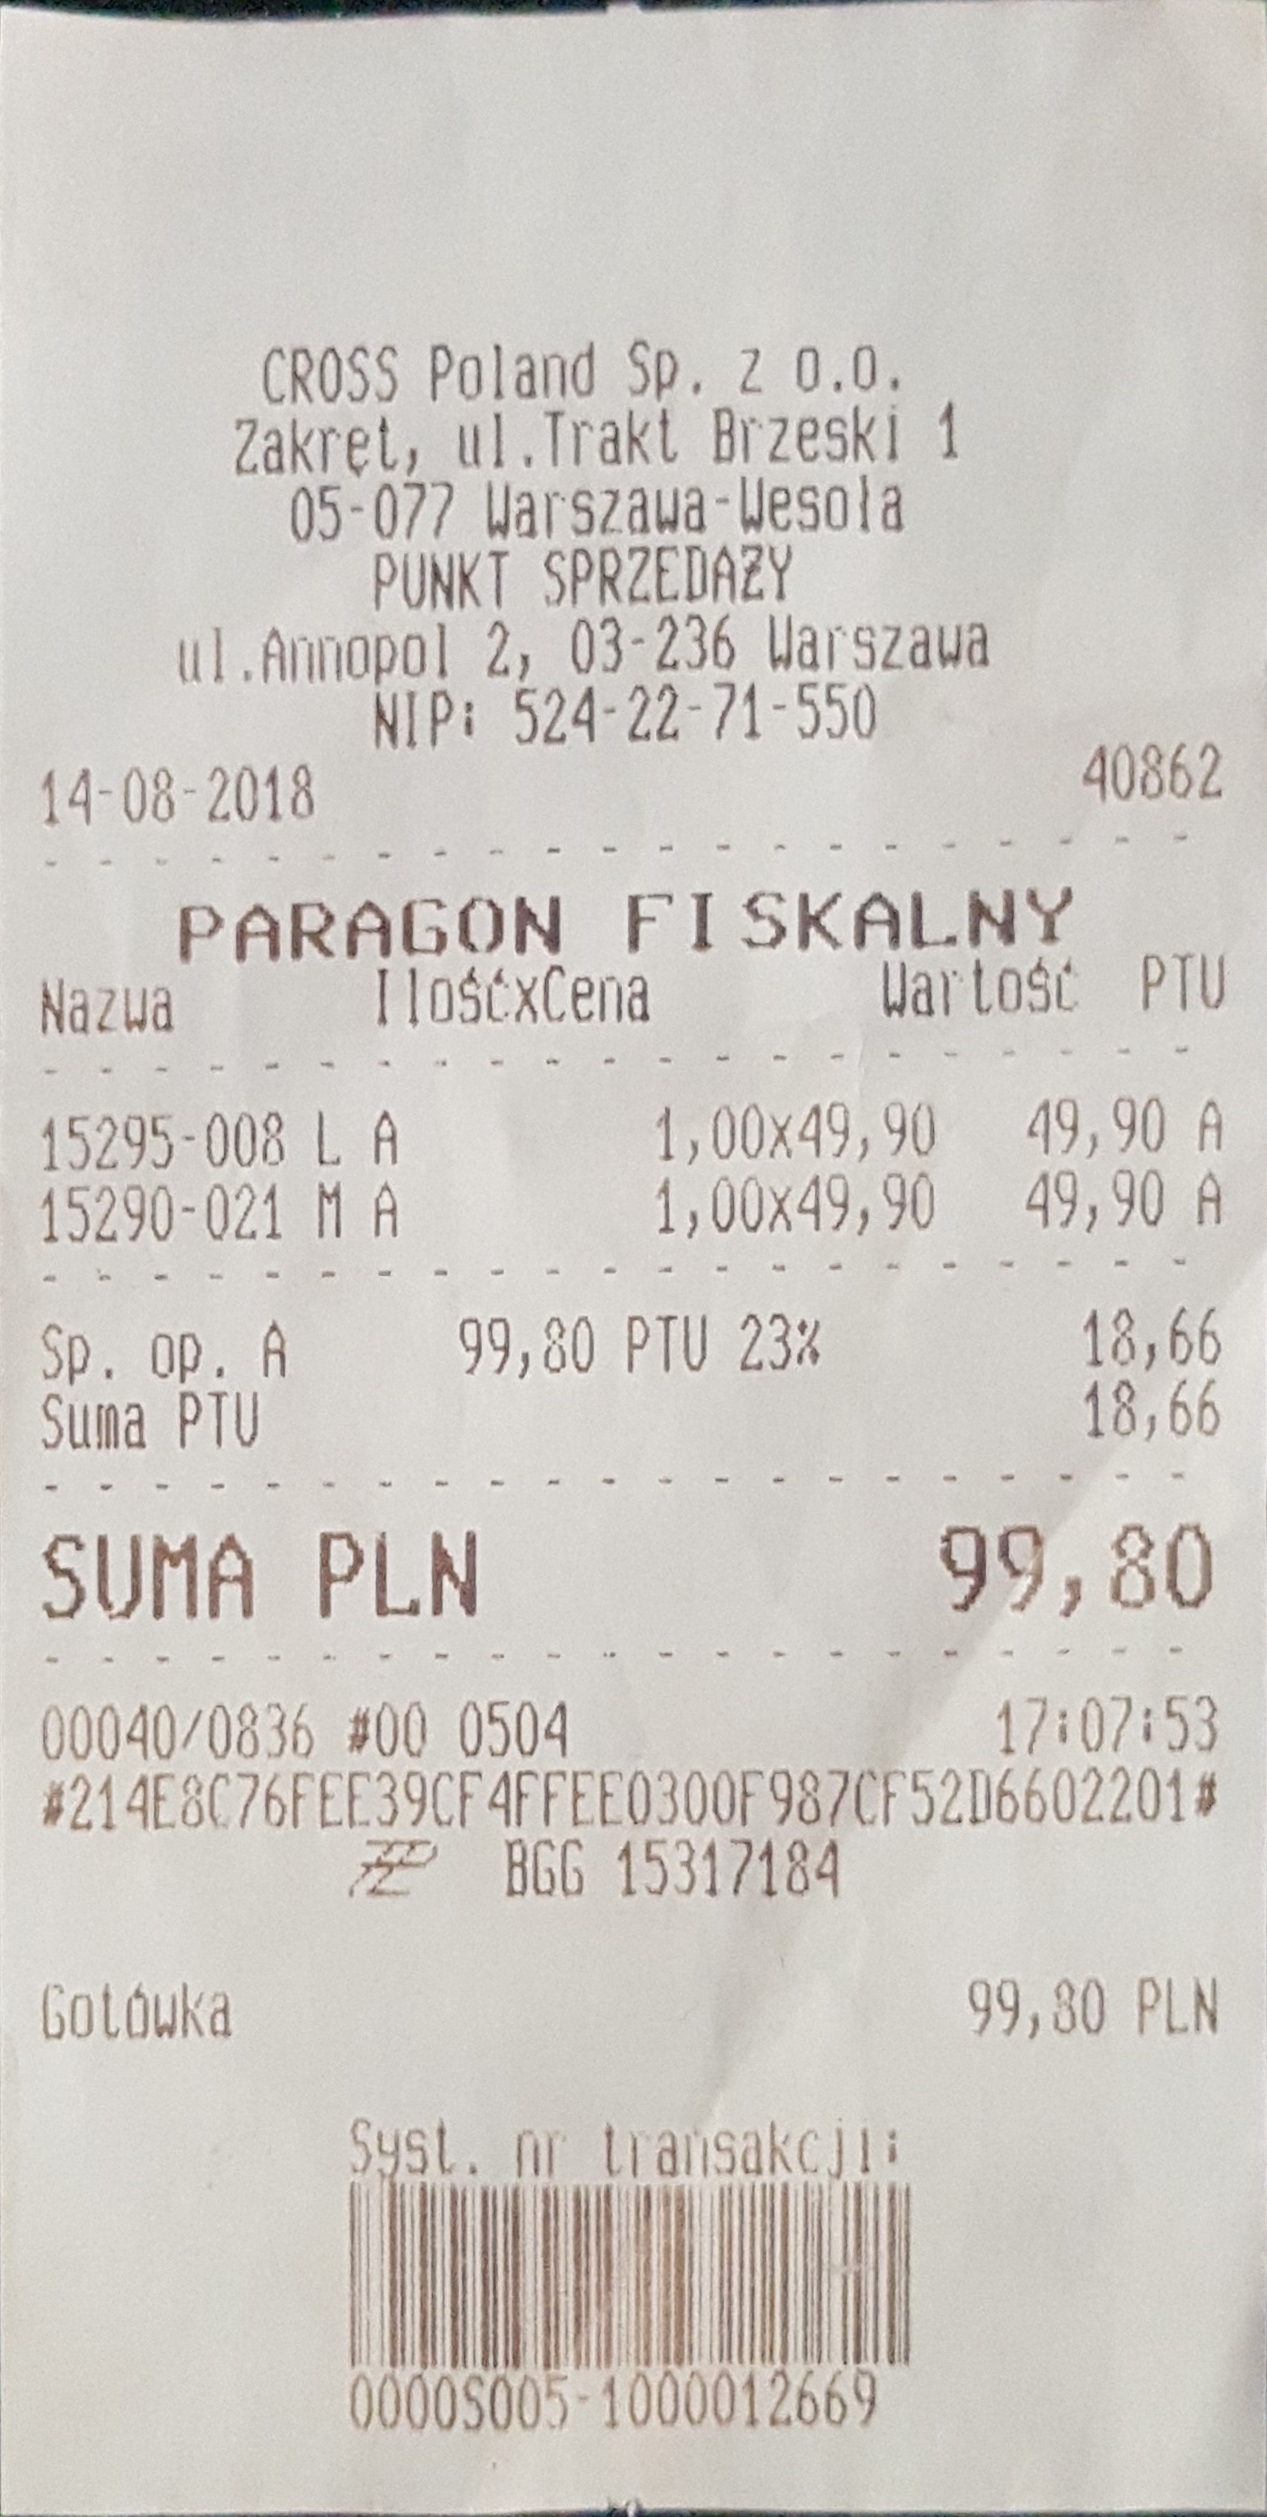 CROSS Poland Sp. z o.o.
Zakręt, ul.Trakt Brzeski 1
05-077 Warszawa-Wesoła
PUNKT SPRZEDAŻY
ul.Annopol 2, 03-236 Warszawa
NIP: 524-22-71-550
14-08-2018 40862
PARAGON FISKALNY
Nazwa IlośćxCena Wartość PTU
15295-008 L A 1,00x49,90 49,90 A
15290-021 M A 1,00x49,90 49,90 A
Sp. op. A 99,80 PTU 23% 18,66
Suma PTU 18,66
SUMA PLN 99,80
00040/0836 #00 0504 17:07:53
#214E8C76FEE39CF4FFEE0300F987CF52D6602201#
BGG 15317184
Gotówka 99,80 PLN
Syst. nr transakcji:
0000S005-1000012669